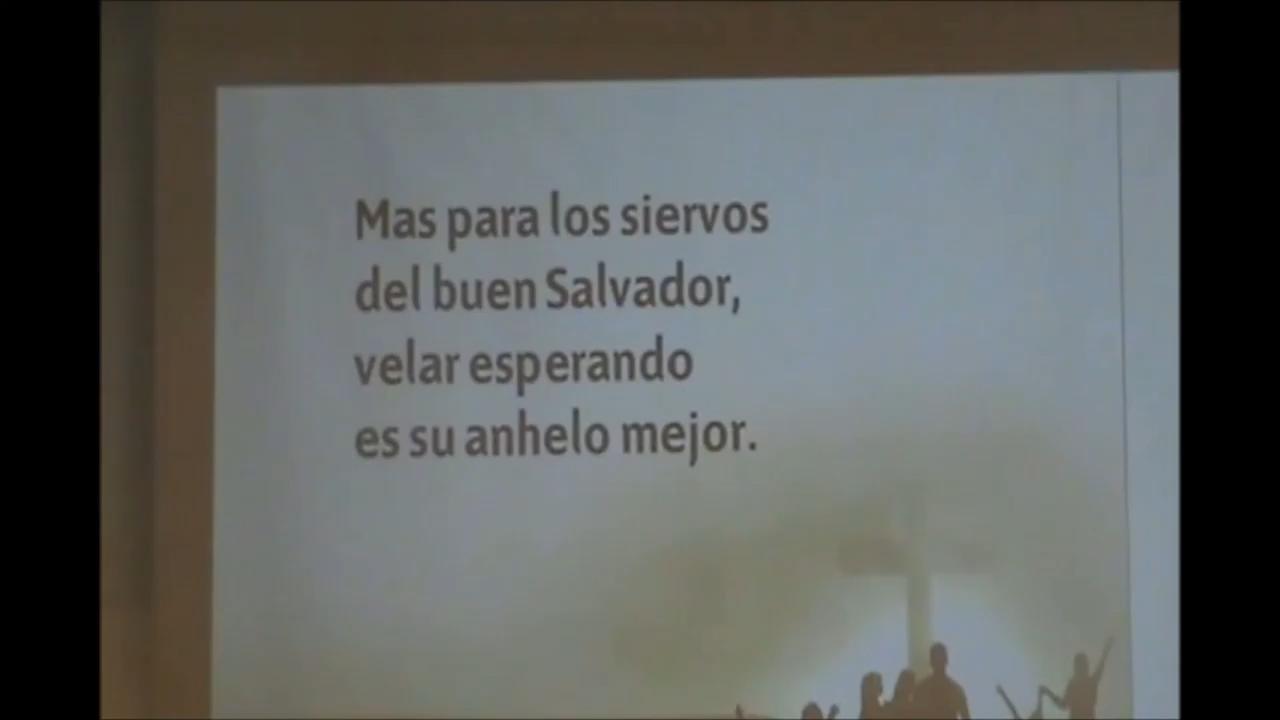 Mas para los siervos
del buen Salvador,
velar esperando
es su anhelo mejor.